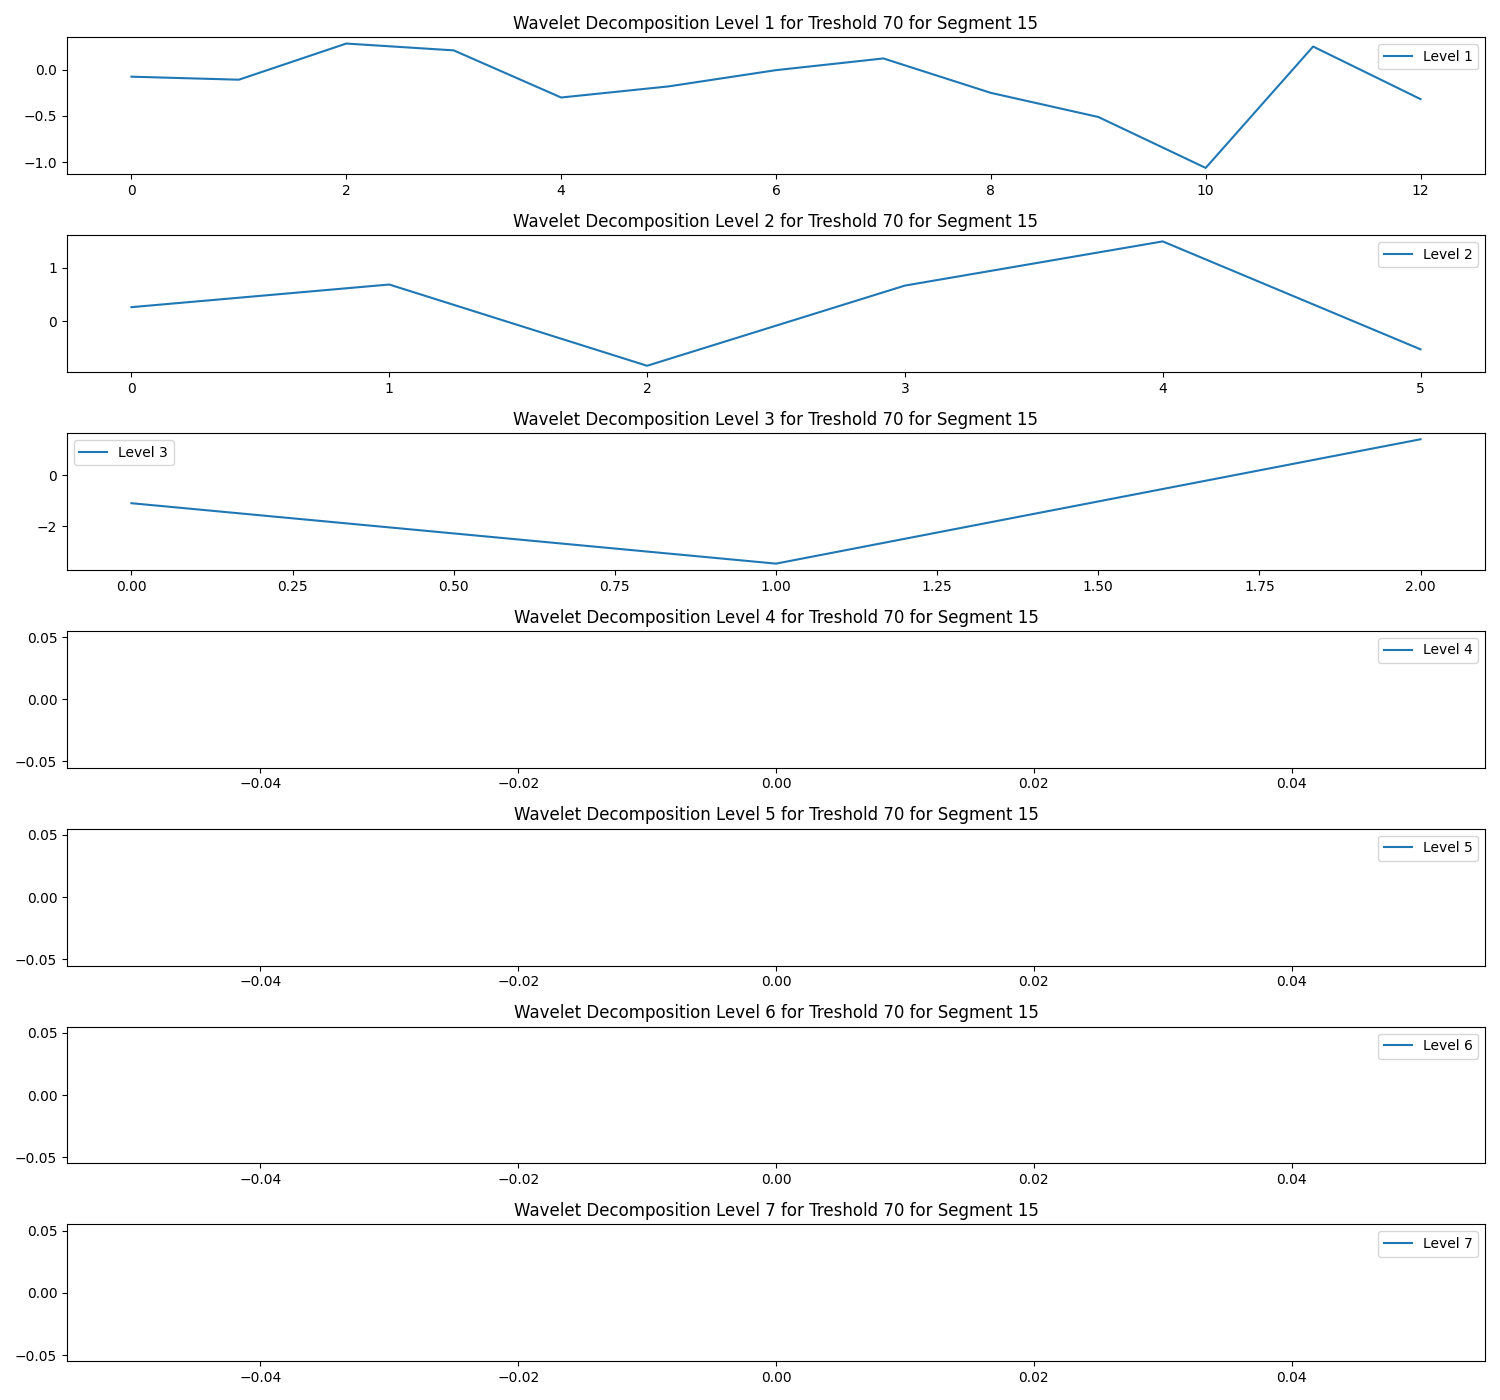 Wavelet Decomposition Level 1 for Treshold 70 for Segment 15
Level 1
0.0
−0.5
−1.0
0 2 4 6 8 10 12
Wavelet Decomposition Level 2 for Treshold 70 for Segment 15
Level 2
1
0
0 1 2 3 4 5
Wavelet Decomposition Level 3 for Treshold 70 for Segment 15
Level 3
0
−2
0.00 0.25 0.50 0.75 1.00 1.25 1.50 1.75 2.00
Wavelet Decomposition Level 4 for Treshold 70 for Segment 15
0.05
Level 4
0.00
−0.05
−0.04 −0.02 0.00 0.02 0.04
Wavelet Decomposition Level 5 for Treshold 70 for Segment 15
0.05
Level 5
0.00
−0.05
−0.04 −0.02 0.00 0.02 0.04
Wavelet Decomposition Level 6 for Treshold 70 for Segment 15
0.05
Level 6
0.00
−0.05
−0.04 −0.02 0.00 0.02 0.04
Wavelet Decomposition Level 7 for Treshold 70 for Segment 15
0.05
Level 7
0.00
−0.05
−0.04 −0.02 0.00 0.02 0.04